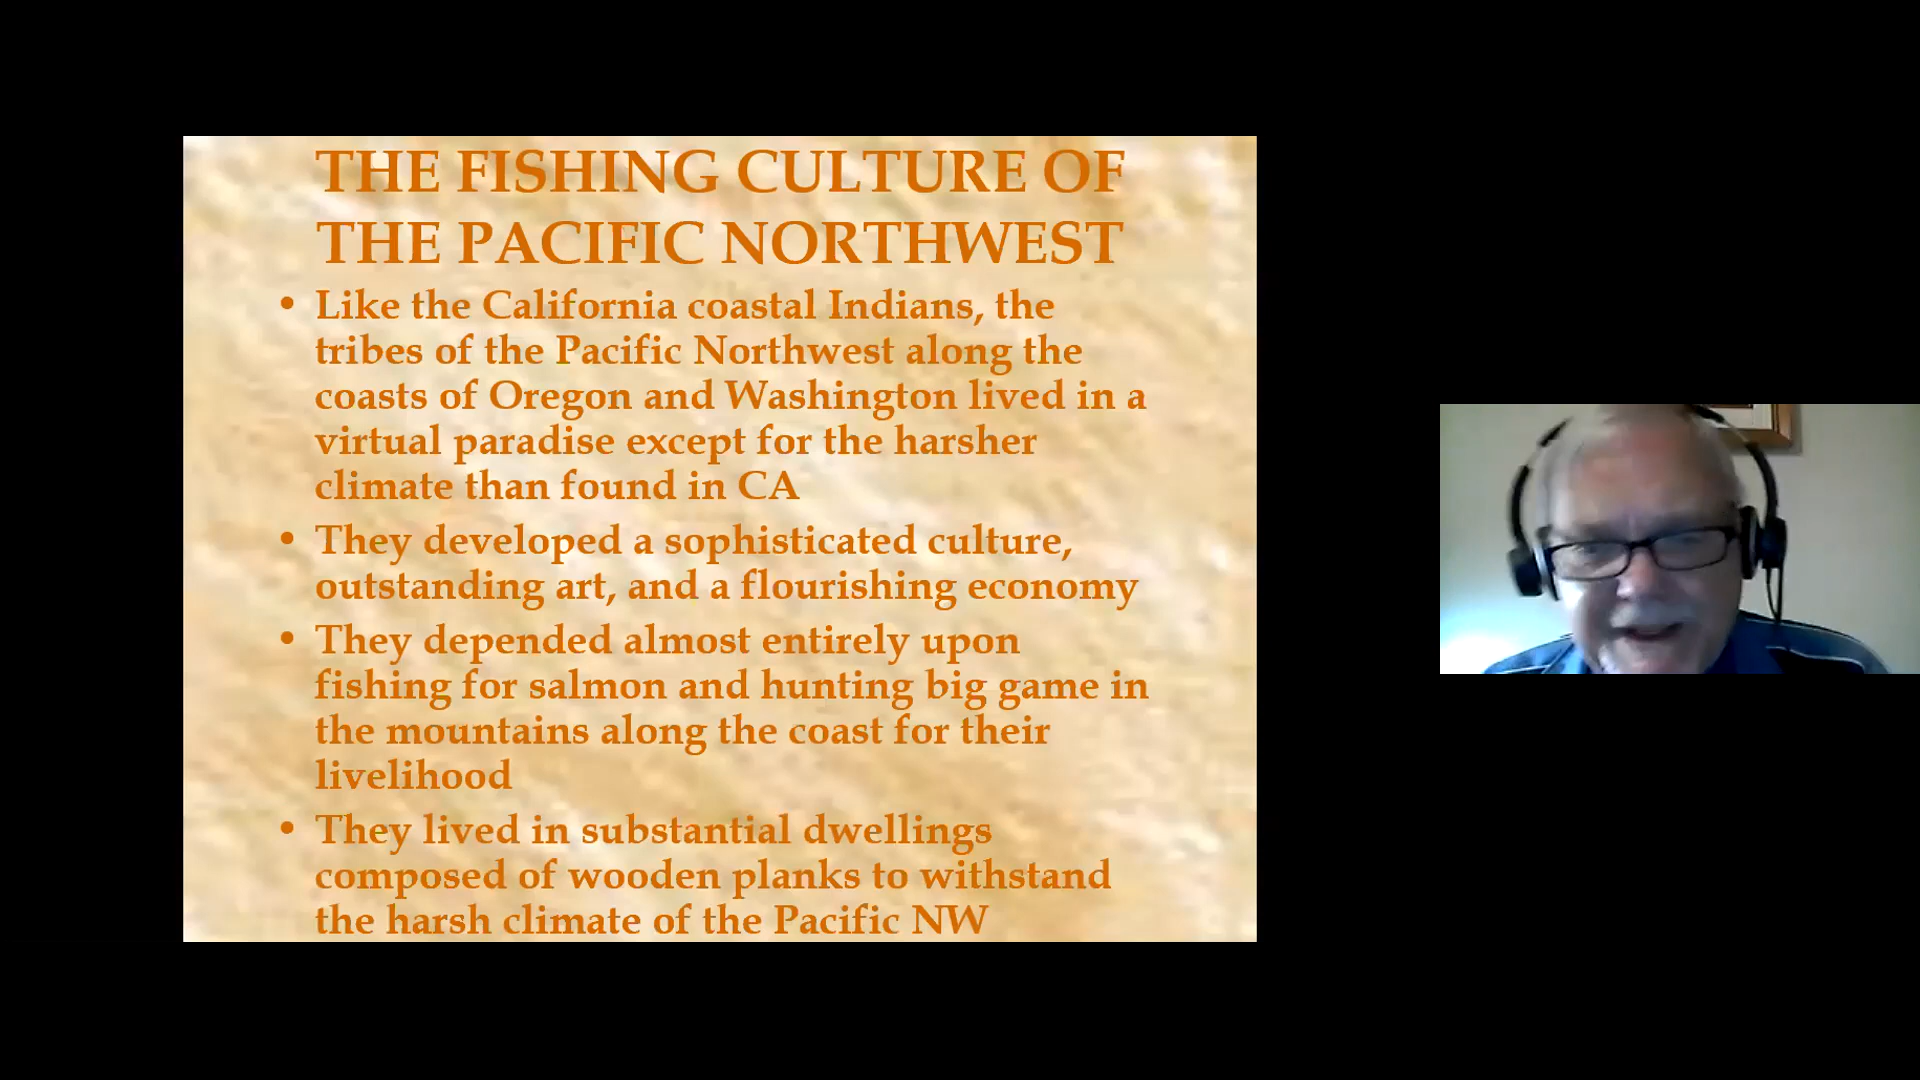 THE FISHING CULTURE OF
THE PACIFIC NORTHWEST
• Like the California coastal Indians, the
tribes of the Pacific Northwest along the
coasts of Oregon and Washington lived in a
virtual paradise except for the harsher
climate than found in CA
• They developed a sophisticated culture,
outstanding art, and a flourishing economy
• They depended almost entirely upon
fishing for salmon and hunting big game in
the mountains along the coast for their
livelihood
• They lived in substantial dwellings
composed of wooden planks to withstand
the harsh climate of the Pacific NW